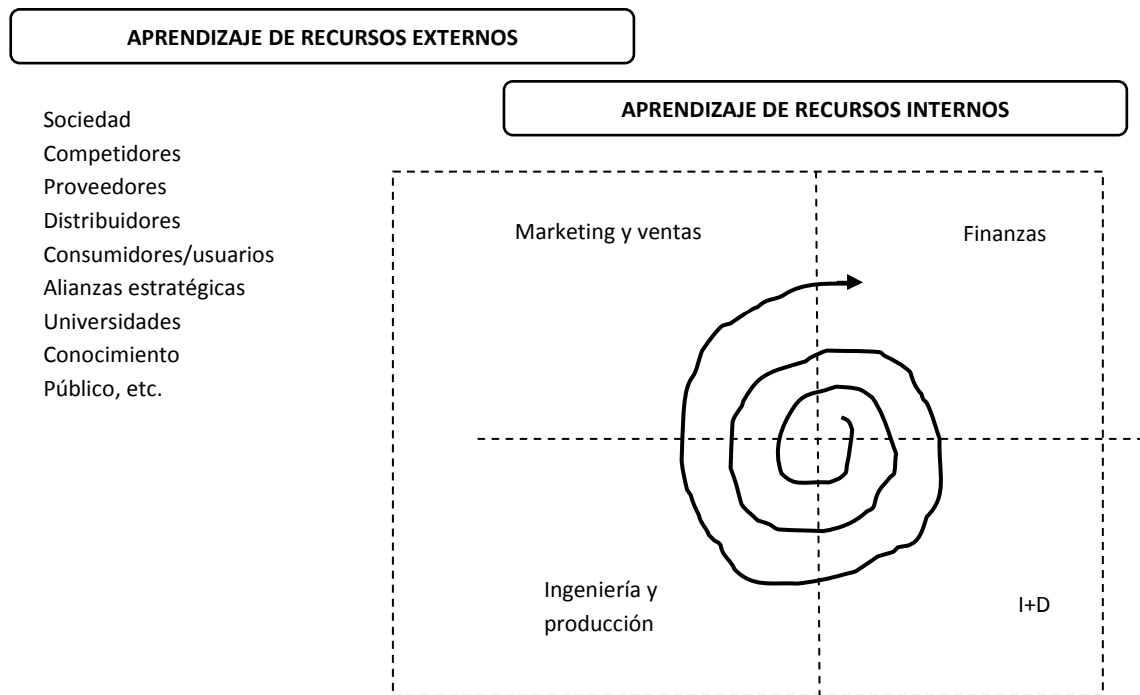 APRENDIZAJE DE RECURSOS EXTERNOS
APRENDIZAJE DE RECURSOS INTERNOS
Sociedad
Competidores
Proveedores
Distribuidores
Consumidores/usuarios
Alianzas estratégicas
Universidades
Conocimiento
Público, etc.
Marketing y ventas
Finanzas
Ingeniería y
producción
I+D